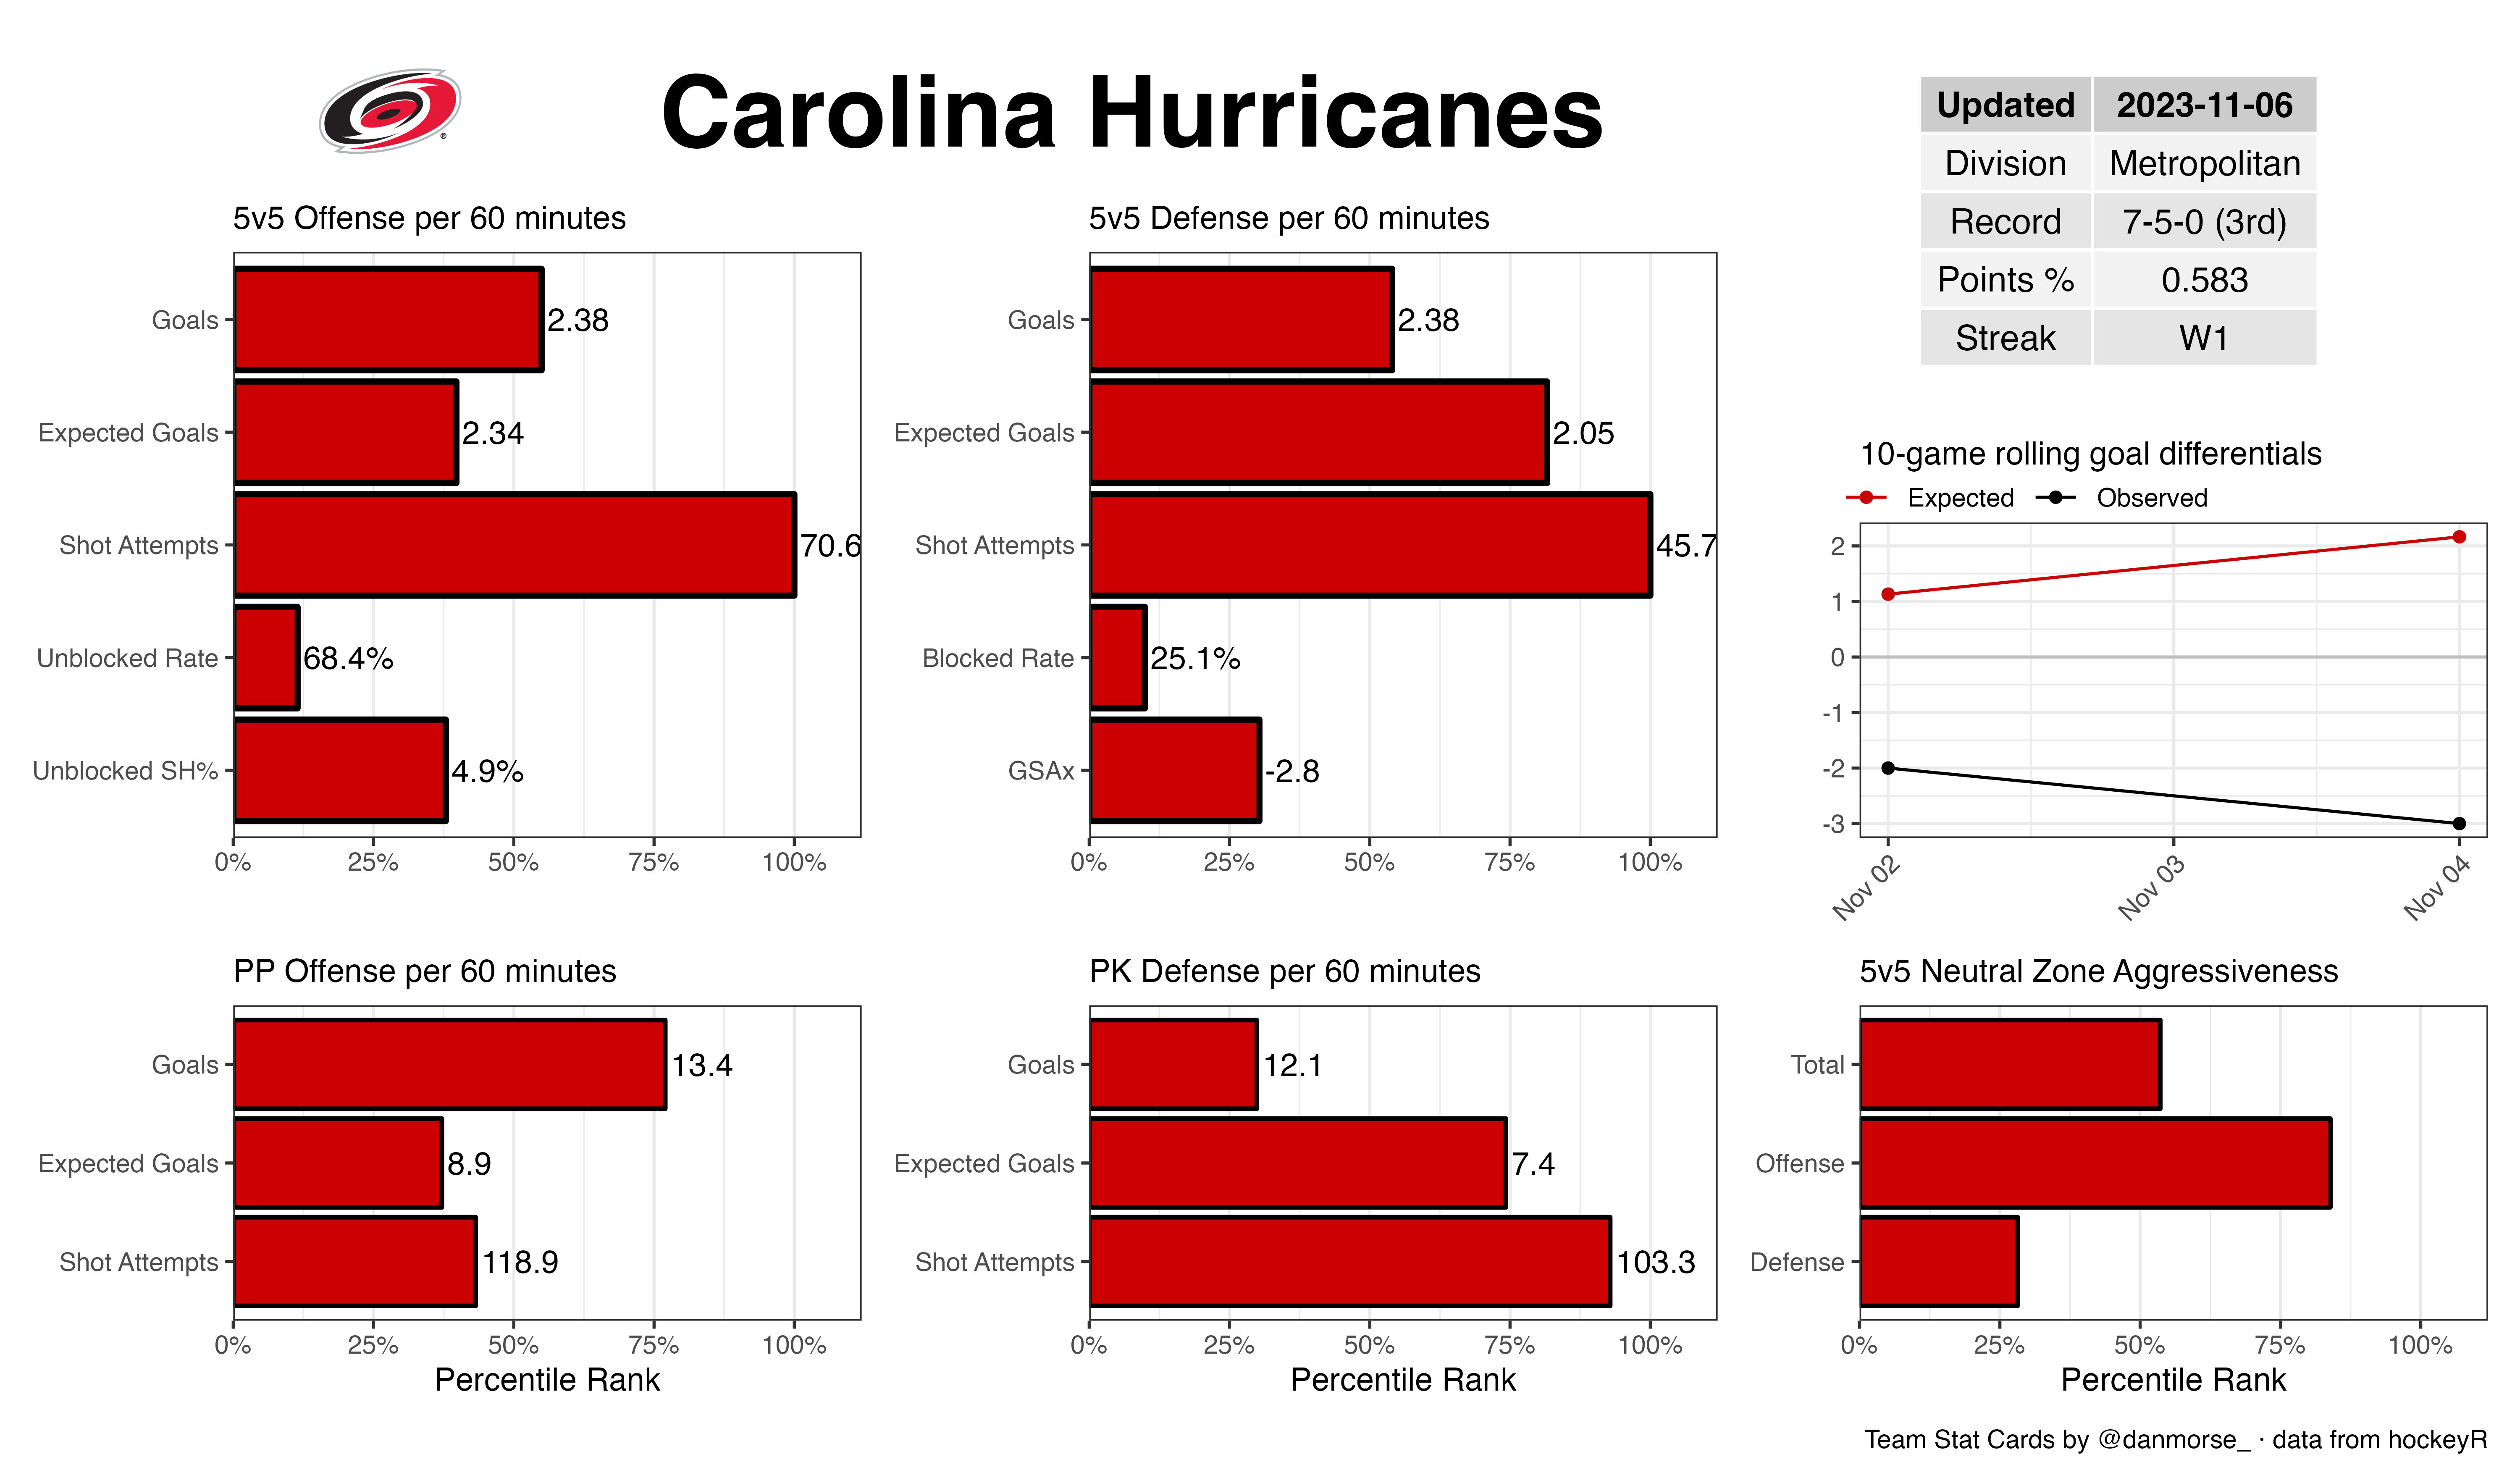 Carolina Hurricanes
Updated 2023-11-06
Division Metropolitan
Record 7-5-0 (3rd)
Points % 0.583
Streak W1
5v5 Offense per 60 minutes
Goals 2.38
Expected Goals 2.34
Shot Attempts 70.6
Unblocked Rate 68.4%
Unblocked SH% 4.9%
0% 25% 50% 75% 100%
5v5 Defense per 60 minutes
Goals 2.38
Expected Goals 2.05
Shot Attempts 45.7
Blocked Rate 25.1%
GSAx -2.8
0% 25% 50% 75% 100%
10-game rolling goal differentials
Expected Observed
2
1
0
-1
-2
-3
Nov 02 Nov 03 Nov 04
PP Offense per 60 minutes
Goals 13.4
Expected Goals 8.9
Shot Attempts 118.9
0% 25% 50% 75% 100%
Percentile Rank
PK Defense per 60 minutes
Goals 12.1
Expected Goals 7.4
Shot Attempts 103.3
0% 25% 50% 75% 100%
Percentile Rank
5v5 Neutral Zone Aggressiveness
Total
Offense
Defense
0% 25% 50% 75% 100%
Percentile Rank
Team Stat Cards by @danmorse_ · data from hockeyR